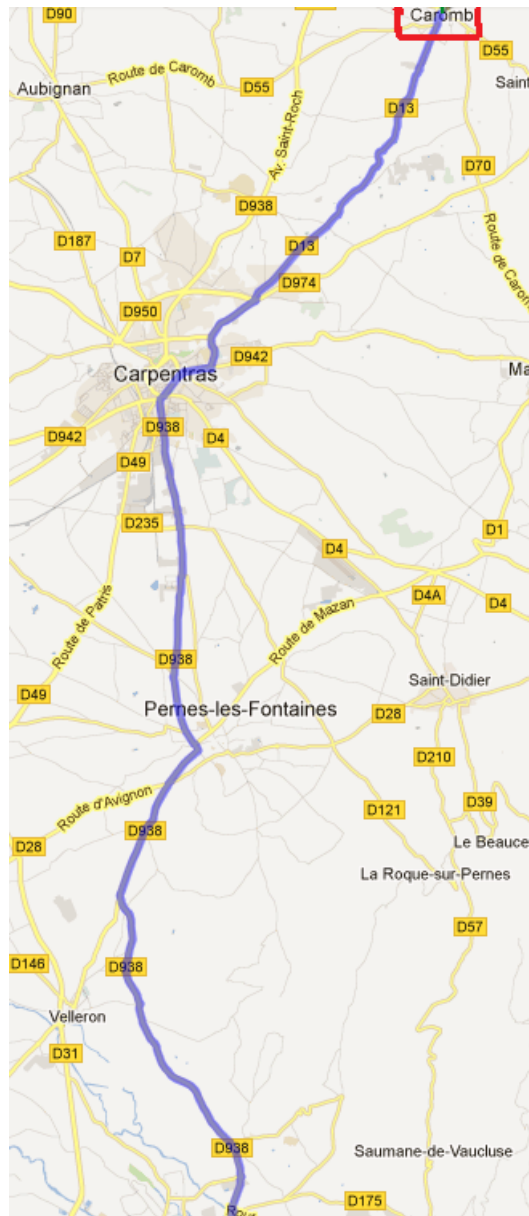 D90
Caromb
D55
Route de Caromb
Aubignan
D55
Saint
Av. Saint-Roch
D13
D70
D938
Route de Caromb
D187
D13
D7
D974
D950
D942
Carpentras
Ma
D938
D942
D4
D49
D235
D1
D4
D4A
D4
Route de Mazan
Route de Patris
D938
Saint-Didier
D49
Pernes-les-Fontaines
D28
D210
Route d'Avignon
D39
D121
D938
D28
Le Beauce
La Roque-sur-Pernes
D57
D146
D938
Velleron
D31
D938
Saumane-de-Vaucluse
D175
Rou